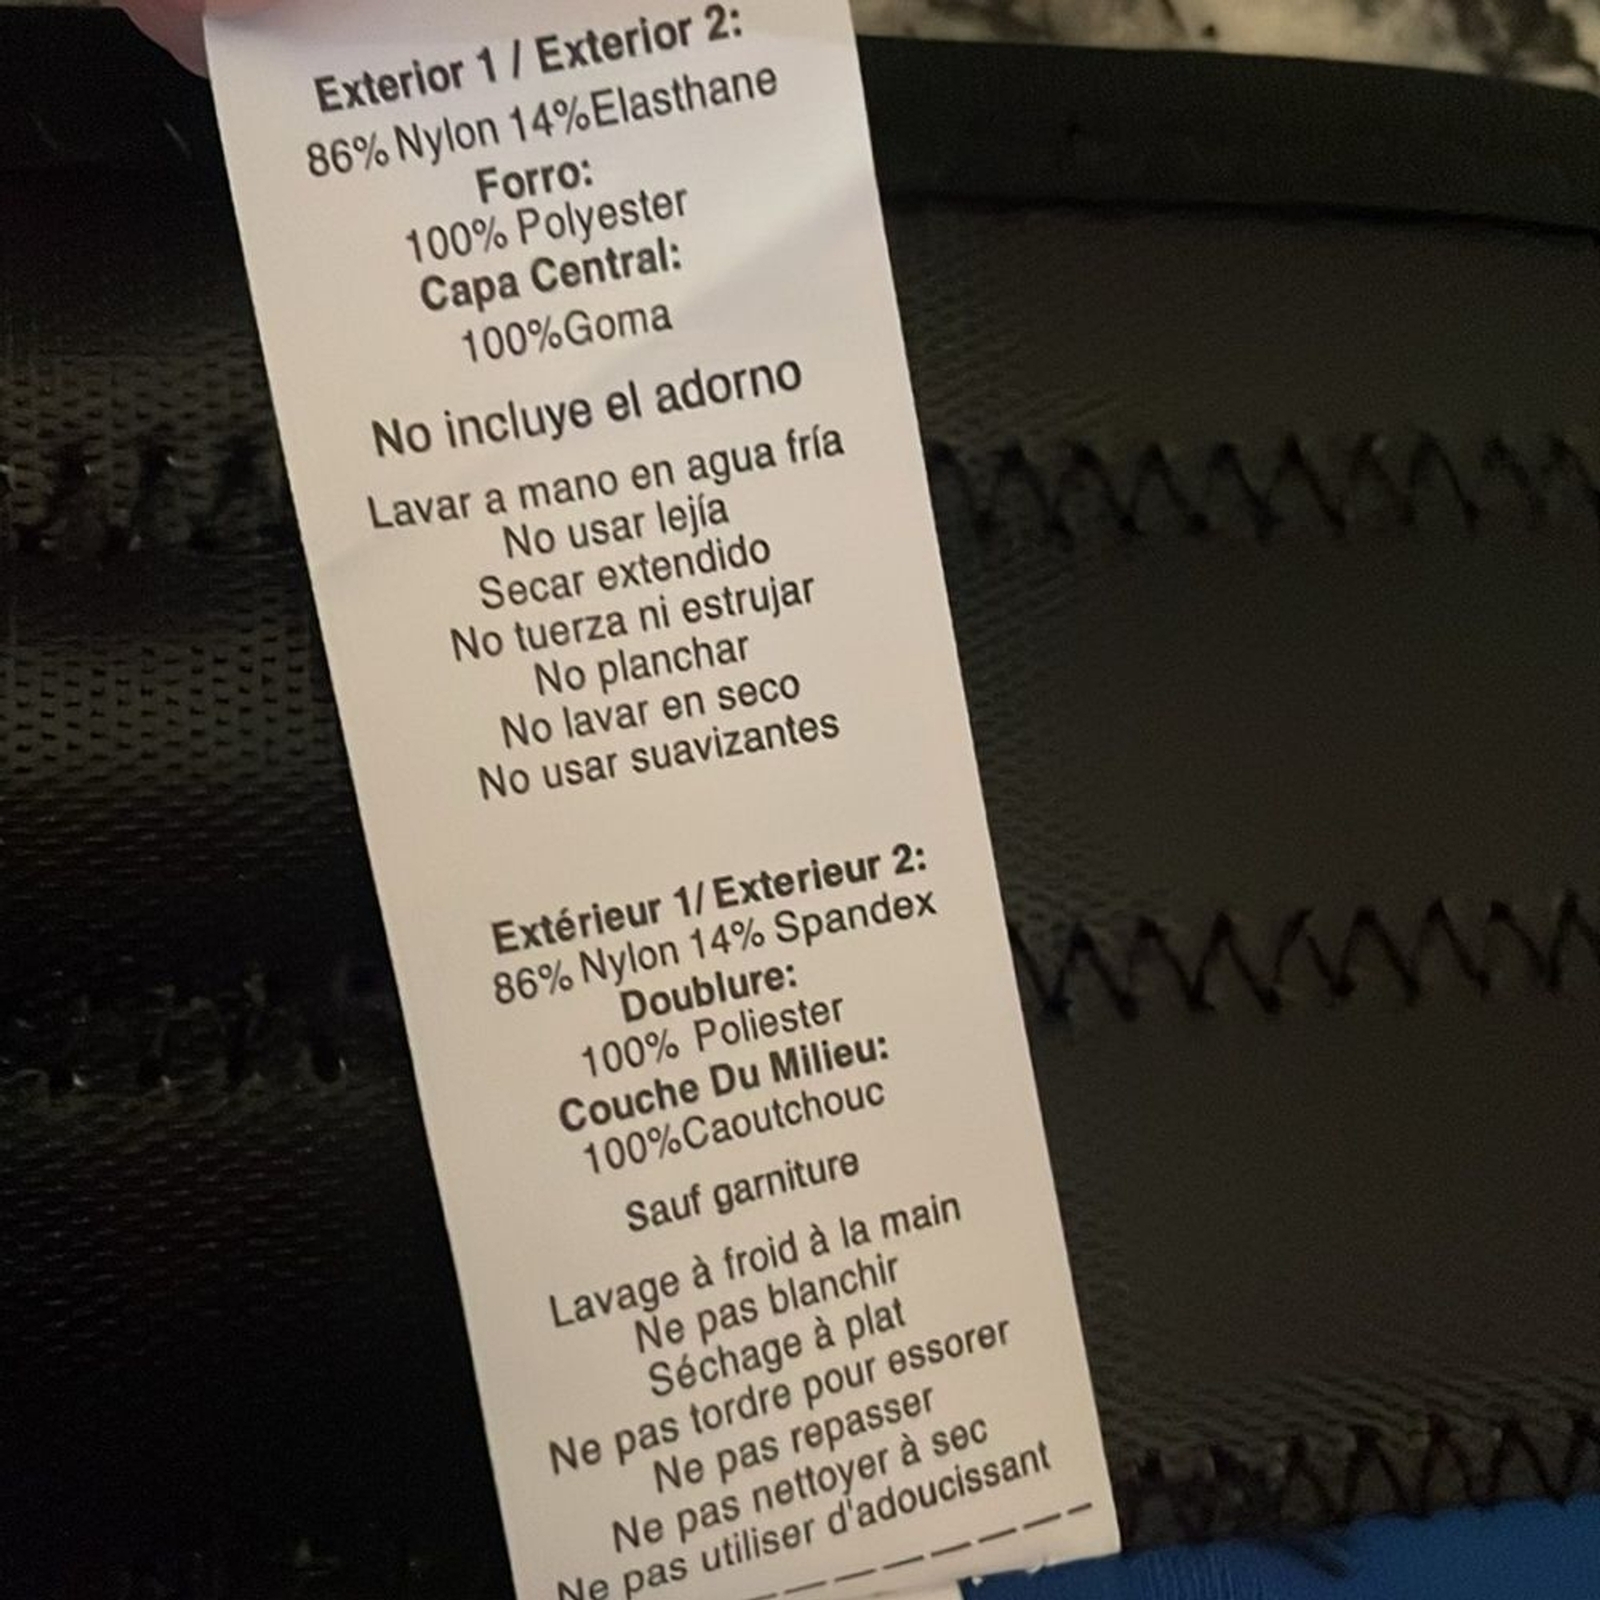 Exterior 1 / Exterior 2:
86% Nylon 14%Elasthane
Forro:
100% Polyester
Capa Central:
100%Goma
No incluye el adorno
Lavar a mano en agua fría
No usar lejía
Secar extendido
No tuerza ni estrujar
No planchar
No lavar en seco
No usar suavizantes
Extérieur 1/ Exterieur 2:
86% Nylon 14% Spandex
Doublure:
100% Poliester
Couche Du Milieu:
100%Caoutchouc
Sauf garniture
Lavage à froid à la main
Ne pas blanchir
Séchage à plat
Ne pas tordre pour essorer
Ne pas repasser
Ne pas nettoyer à sec
Ne pas utiliser d'adoucissant